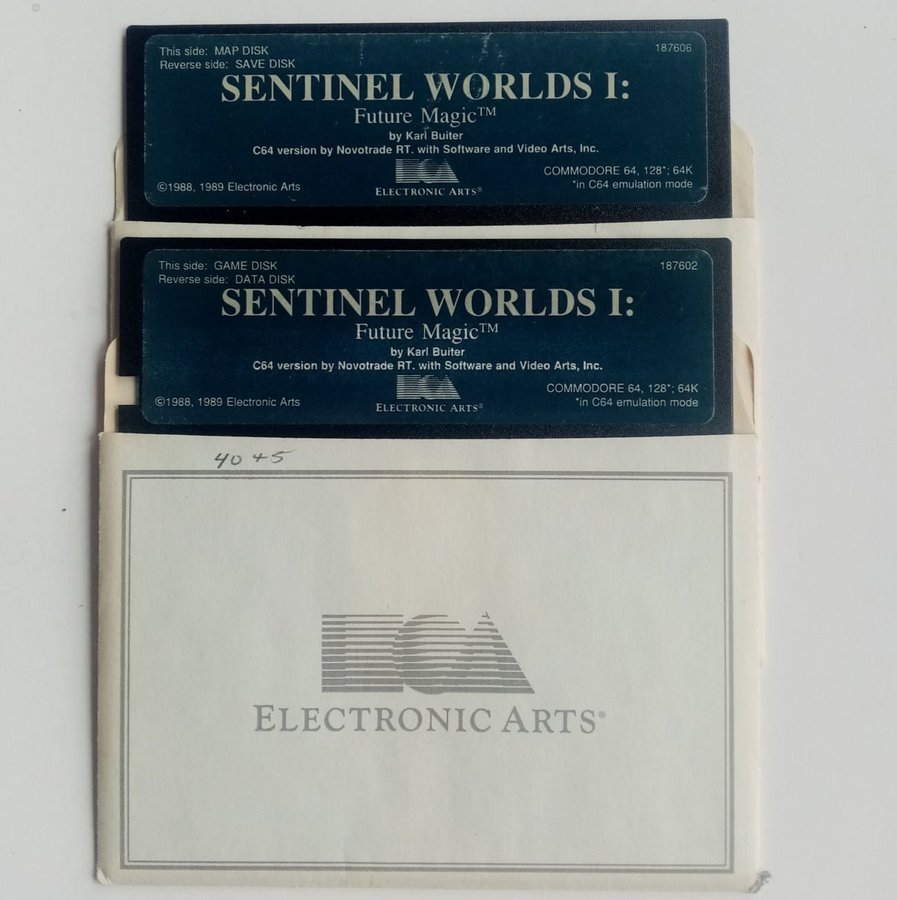 This side: MAP DISK
187606
Reverse side: SAVE DISK
SENTINEL WORLDS I:
Future Magic™
by Karl Buiter
C64 version by Novotrade RT. with Software and Video Arts, Inc.
COMMODORE 64, 128*; 64K
©1988, 1989 Electronic Arts
ELECTRONIC ARTS®
*in C64 emulation mode
This side: GAME DISK
187602
Reverse side: DATA DISK
SENTINEL WORLDS I:
Future Magic™
by Karl Buiter
C64 version by Novotrade RT. with Software and Video Arts, Inc.
COMMODORE 64, 128*; 64K
©1988, 1989 Electronic Arts
ELECTRONIC ARTS®
*in C64 emulation mode
40 +5
ELECTRONIC ARTS®